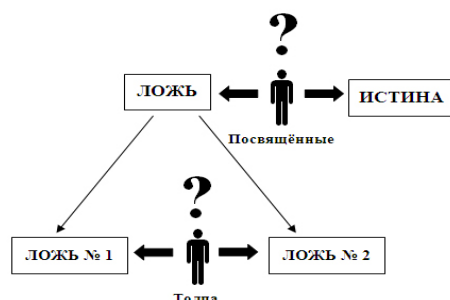 ?
ЛОЖЬ
ИСТИНА
Посвящённые
?
ЛОЖЬ № 1
ЛОЖЬ № 2
Толпа